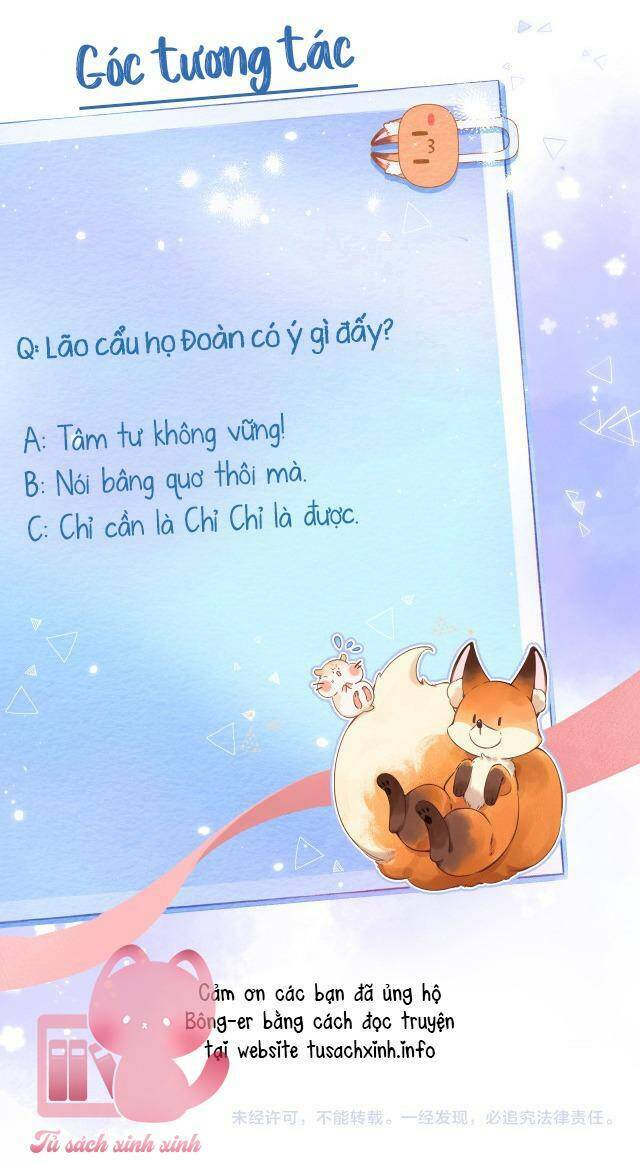 Góc tương tác
Q: Lão cẩu họ Đoàn có ý gì đấy?
A: Tâm tư không vững!
B: Nói bâng quơ thôi mà.
C: Chỉ cần là Chỉ Chỉ là được.
Cảm ơn các bạn đã ủng hộ
Bông-er bằng cách đọc truyện
tại website tusachxinh.info
未经许可，不能转载。一经发现，必追究法律责任。
Tủ sách xinh xinh